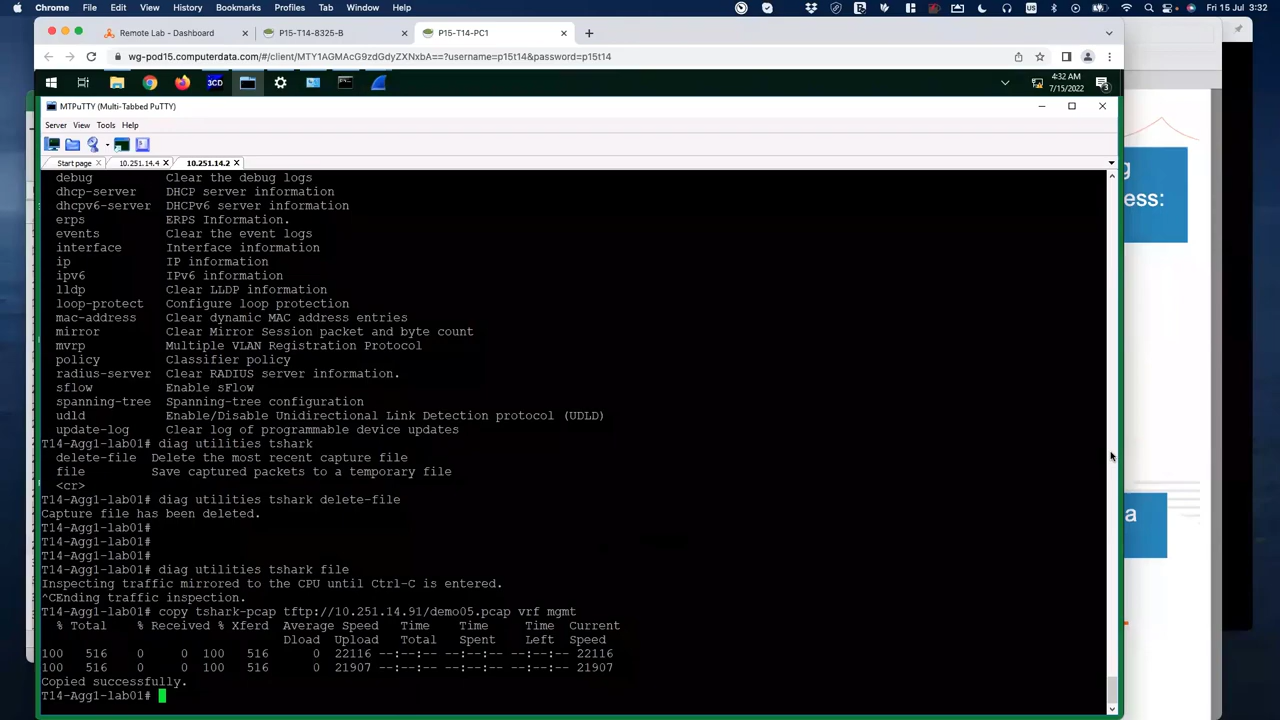 Chrome File Edit View History Bookmarks Profiles Tab Window Help Fri 15 Jul 3:32
Remote Lab - Dashboard × P15-T14-8325-B × P15-T14-PC1 ×
wg-pod15.computerdata.com/#/client/MTY1AGMAcG9zdGdyZXNxbA==?username=p15t14&password=p15t14
3CD 4:32 AM
7/15/2022 3
MTPuTTY (Multi-Tabbed PuTTY)
Server View Tools Help
Start page × 10.251.14.4 × 10.251.14.2 ×
debug Clear the debug logs
dhcp-server DHCP server information
dhcpv6-server DHCPv6 server information
erps ERPS Information.
events Clear the event logs
interface Interface information
ip IP information
ipv6 IPv6 information
lldp Clear LLDP information
loop-protect Configure loop protection
mac-address Clear dynamic MAC address entries
mirror Clear Mirror Session packet and byte count
mvrp Multiple VLAN Registration Protocol
policy Classifier policy
radius-server Clear RADIUS server information.
sflow Enable sFlow
spanning-tree Spanning-tree configuration
udld Enable/Disable Unidirectional Link Detection protocol (UDLD)
update-log Clear log of programmable device updates
T14-Agg1-lab01# diag utilities tshark
delete-file Delete the most recent capture file
file Save captured packets to a temporary file
<cr>
T14-Agg1-lab01# diag utilities tshark delete-file
Capture file has been deleted.
T14-Agg1-lab01#
T14-Agg1-lab01#
T14-Agg1-lab01#
T14-Agg1-lab01# diag utilities tshark file
Inspecting traffic mirrored to the CPU until Ctrl-C is entered.
^CEnding traffic inspection.
T14-Agg1-lab01# copy tshark-pcap tftp://10.251.14.91/demo05.pcap vrf mgmt
% Total % Received % Xferd Average Speed Time Time Time Current
Dload Upload Total Spent Left Speed
100 516 0 0 100 516 0 22116 --:--:-- --:--:-- --:--:-- 22116
100 516 0 0 100 516 0 21907 --:--:-- --:--:-- --:--:-- 21907
Copied successfully.
T14-Agg1-lab01#
g
ess:
a